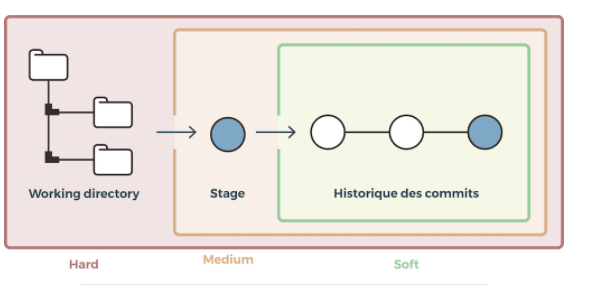 Working directory
Stage
Historique des commits
Hard
Medium
Soft